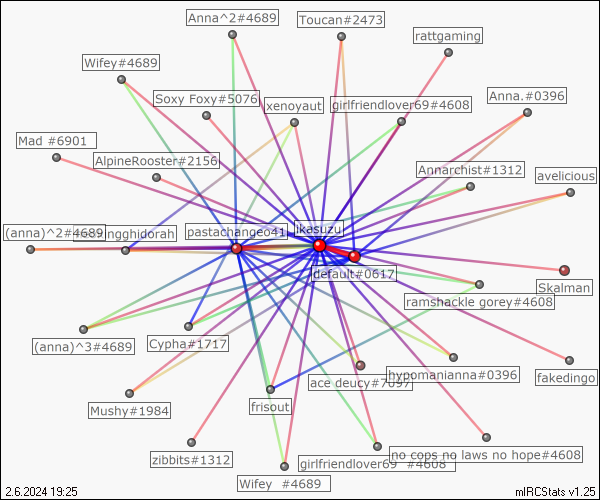 Anna^2#4689
Toucan#2473
rattgaming
Wifey#4689
Soxy Foxy#5076
xenoyaut
girlfriendlover69#4608
Anna.#0396
Mad #6901
AlpineRooster#2156
Annarchist#1312
avelicious
(anna)^2#4689
ingghidorah
pastachangeo41
ikasuzu
default#0617
Skalman
ramshackle gorey#4608
(anna)^3#4689
Cypha#1717
ace deucy#7097
hypomanianna#0396
fakedingo
Mushy#1984
frisout
zibbits#1312
girlfriendlover69 #4608
no cops no laws no hope#4608
Wifey #4689
2.6.2024 19:25
mIRCStats v1.25